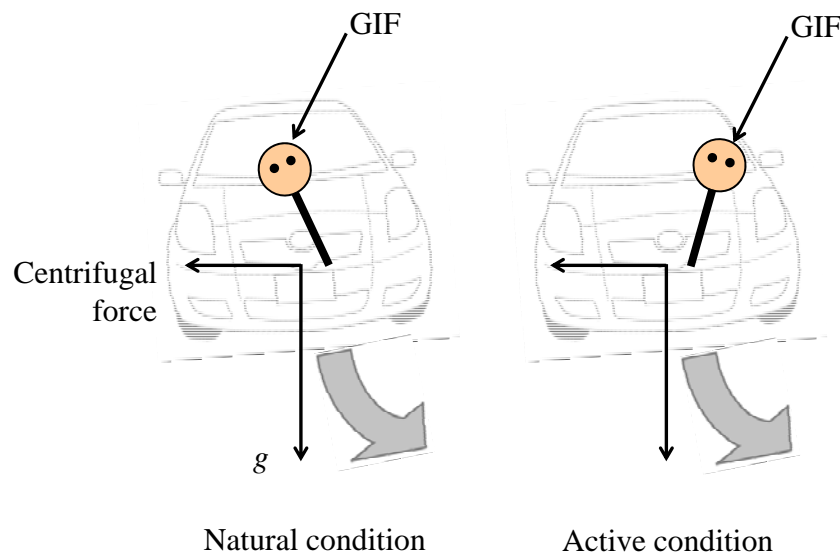 GIF
GIF
Centrifugal
force
g
Natural condition
Active condition